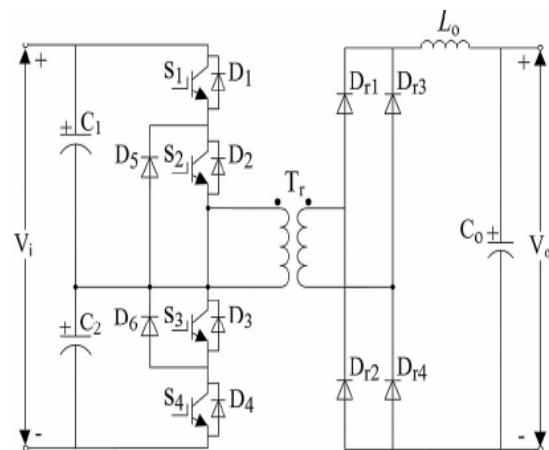 Lo
+
S1 D1
Dr1 Dr3
+
+ C1
D5 S2 D2
Tr
Vi
Co +
Vo
+ C2
D6 S3 D3
Dr2 Dr4
S4 D4
-
-